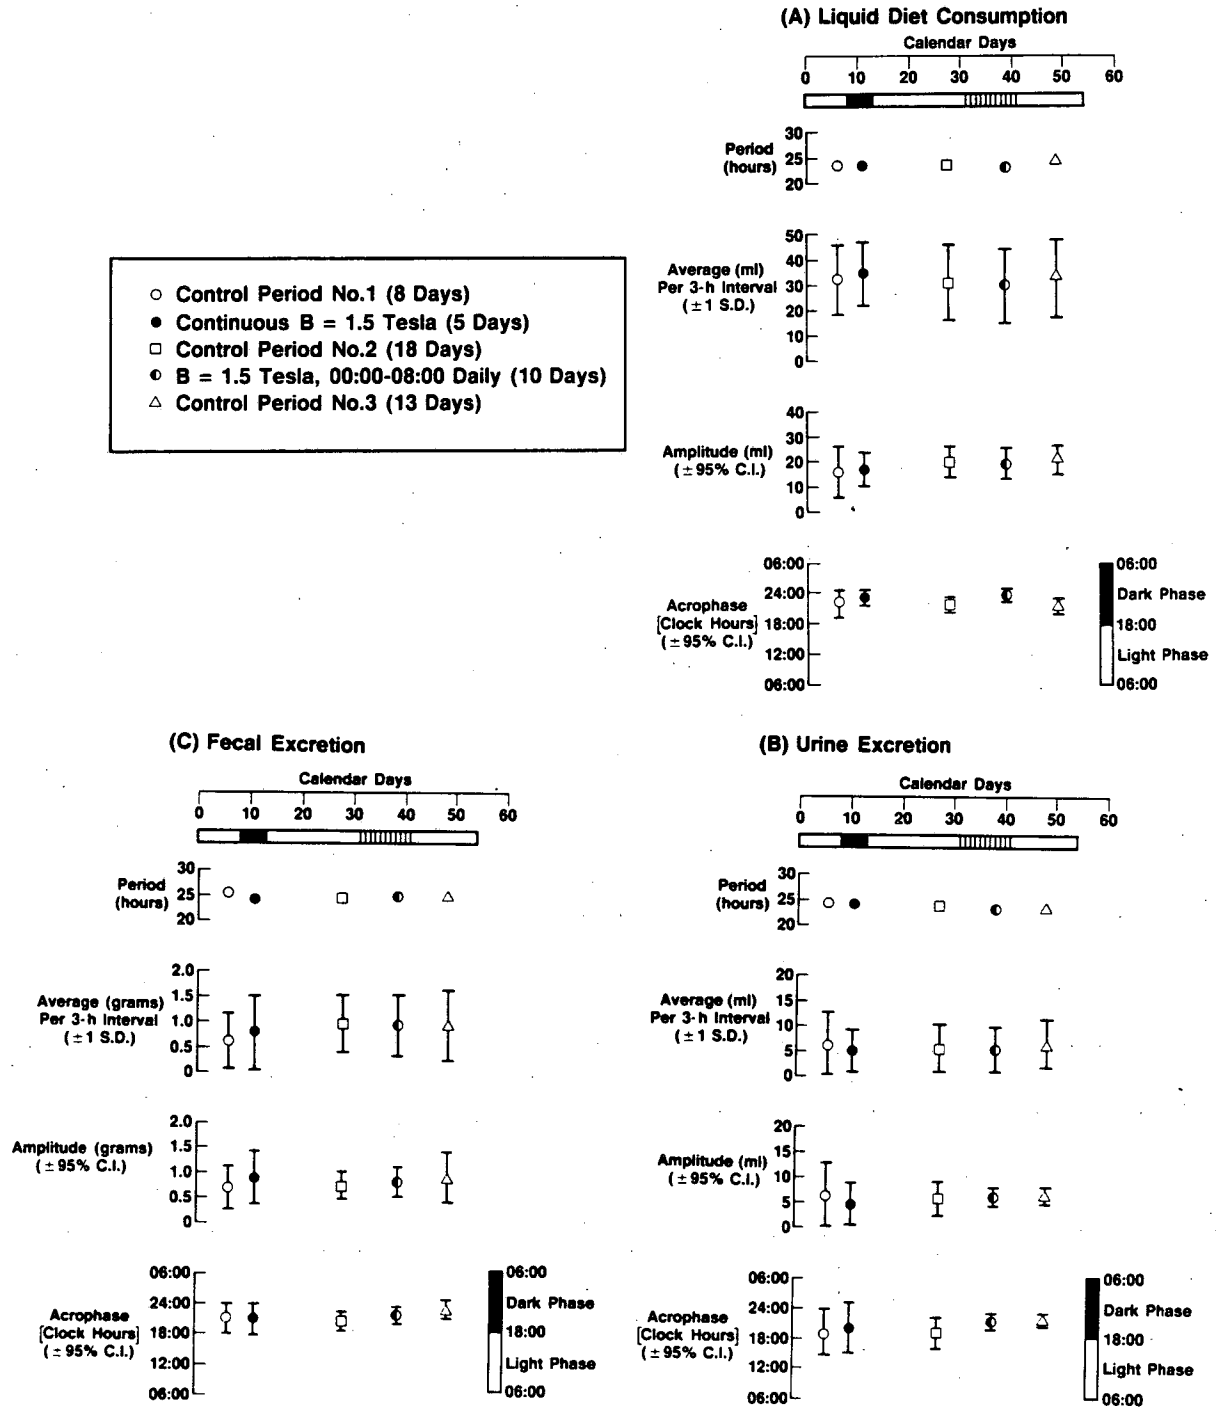 (A) Liquid Diet Consumption
Calendar Days
0 10 20 30 40 50 60
Period
(hours)
30
25
20
Average (ml)
Per 3-h Interval
(±1 S.D.)
50
40
30
20
10
0
Amplitude (ml)
(±95% C.I.)
40
30
20
10
0
Acrophase
[Clock Hours]
(±95% C.I.)
06:00
24:00
18:00
12:00
06:00
06:00
Dark Phase
18:00
Light Phase
06:00
○ Control Period No.1 (8 Days)
● Continuous B = 1.5 Tesla (5 Days)
□ Control Period No.2 (18 Days)
◐ B = 1.5 Tesla, 00:00-08:00 Daily (10 Days)
△ Control Period No.3 (13 Days)
(C) Fecal Excretion
Calendar Days
0 10 20 30 40 50 60
Period
(hours)
30
25
20
Average (grams)
Per 3-h Interval
(±1 S.D.)
2.0
1.5
1.0
0.5
0
Amplitude (grams)
(±95% C.I.)
2.0
1.5
1.0
0.5
0
Acrophase
[Clock Hours]
(±95% C.I.)
06:00
24:00
18:00
12:00
06:00
06:00
Dark Phase
18:00
Light Phase
06:00
(B) Urine Excretion
Calendar Days
0 10 20 30 40 50 60
Period
(hours)
30
25
20
Average (ml)
Per 3-h Interval
(±1 S.D.)
20
15
10
5
0
Amplitude (ml)
(±95% C.I.)
20
15
10
5
0
Acrophase
[Clock Hours]
(±95% C.I.)
06:00
24:00
18:00
12:00
06:00
06:00
Dark Phase
18:00
Light Phase
06:00